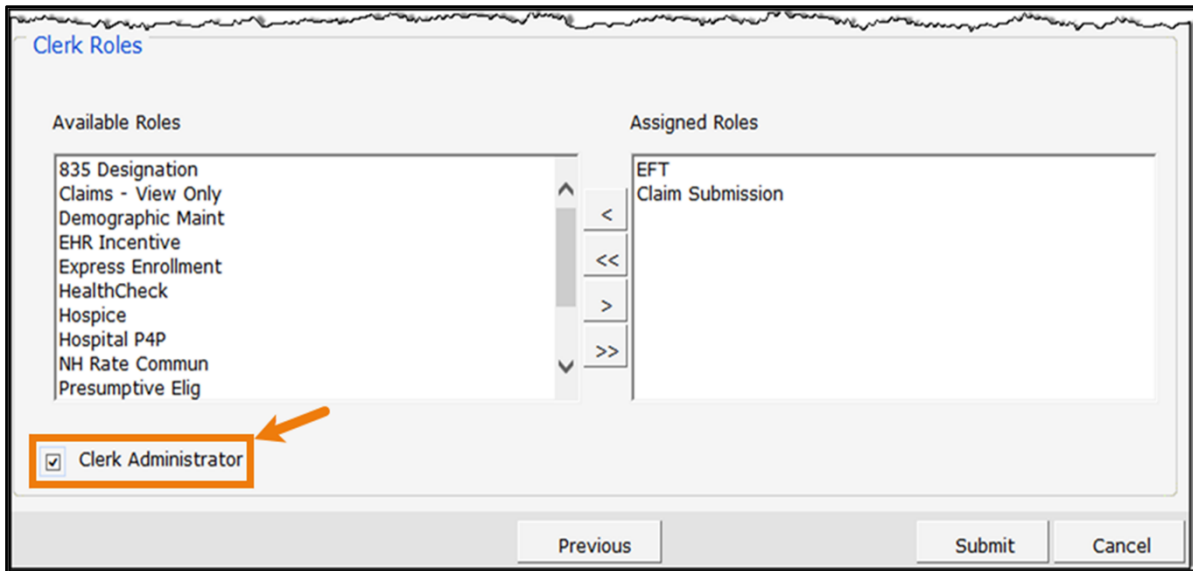 Clerk Roles
Available Roles
Assigned Roles
835 Designation
Claims - View Only
Demographic Maint
EHR Incentive
Express Enrollment
HealthCheck
Hospice
Hospital P4P
NH Rate Commun
Presumptive Elig
<
<<
>
>>
EFT
Claim Submission
Clerk Administrator
Previous
Submit
Cancel